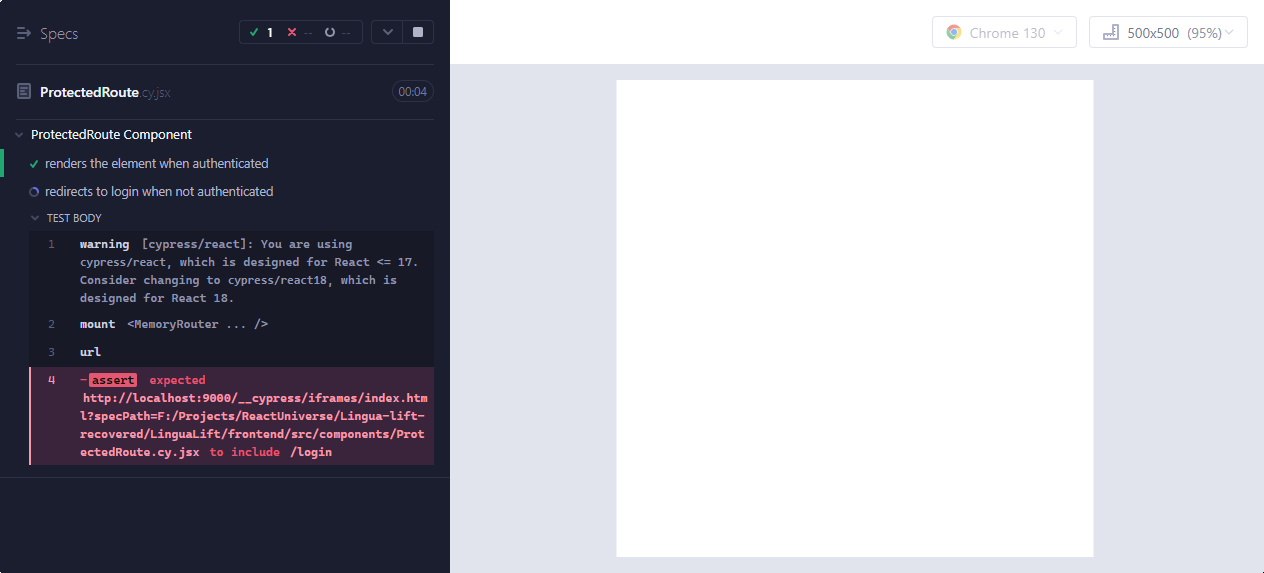 Specs
1 -- --
Chrome 130
500x500 (95%)
ProtectedRoute.cy.jsx
00:04
ProtectedRoute Component
renders the element when authenticated
redirects to login when not authenticated
TEST BODY
1 warning [cypress/react]: You are using
cypress/react, which is designed for React <= 17.
Consider changing to cypress/react18, which is
designed for React 18.
2 mount <MemoryRouter ... />
3 url
4 -assert expected
http://localhost:9000/__cypress/iframes/index.htm
l?specPath=F:/Projects/ReactUniverse/Lingua-lift-
recovered/LinguaLift/frontend/src/components/Prot
ectedRoute.cy.jsx to include /login